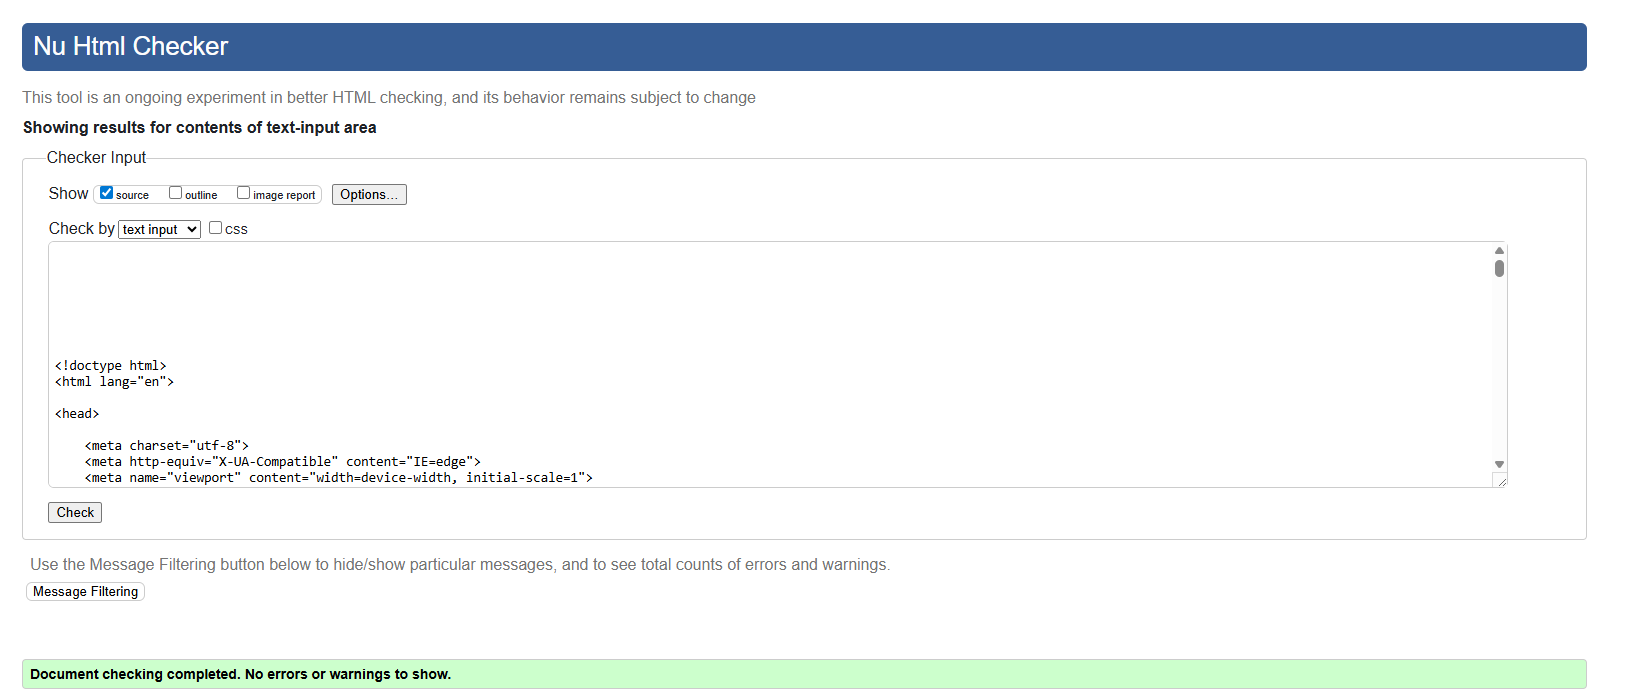 Nu Html Checker
This tool is an ongoing experiment in better HTML checking, and its behavior remains subject to change
Showing results for contents of text-input area
Checker Input
Show source outline image report Options...
Check by text input css
<!doctype html>
<html lang="en">
<head>
<meta charset="utf-8">
<meta http-equiv="X-UA-Compatible" content="IE=edge">
<meta name="viewport" content="width=device-width, initial-scale=1">
Check
Use the Message Filtering button below to hide/show particular messages, and to see total counts of errors and warnings.
Message Filtering
Document checking completed. No errors or warnings to show.